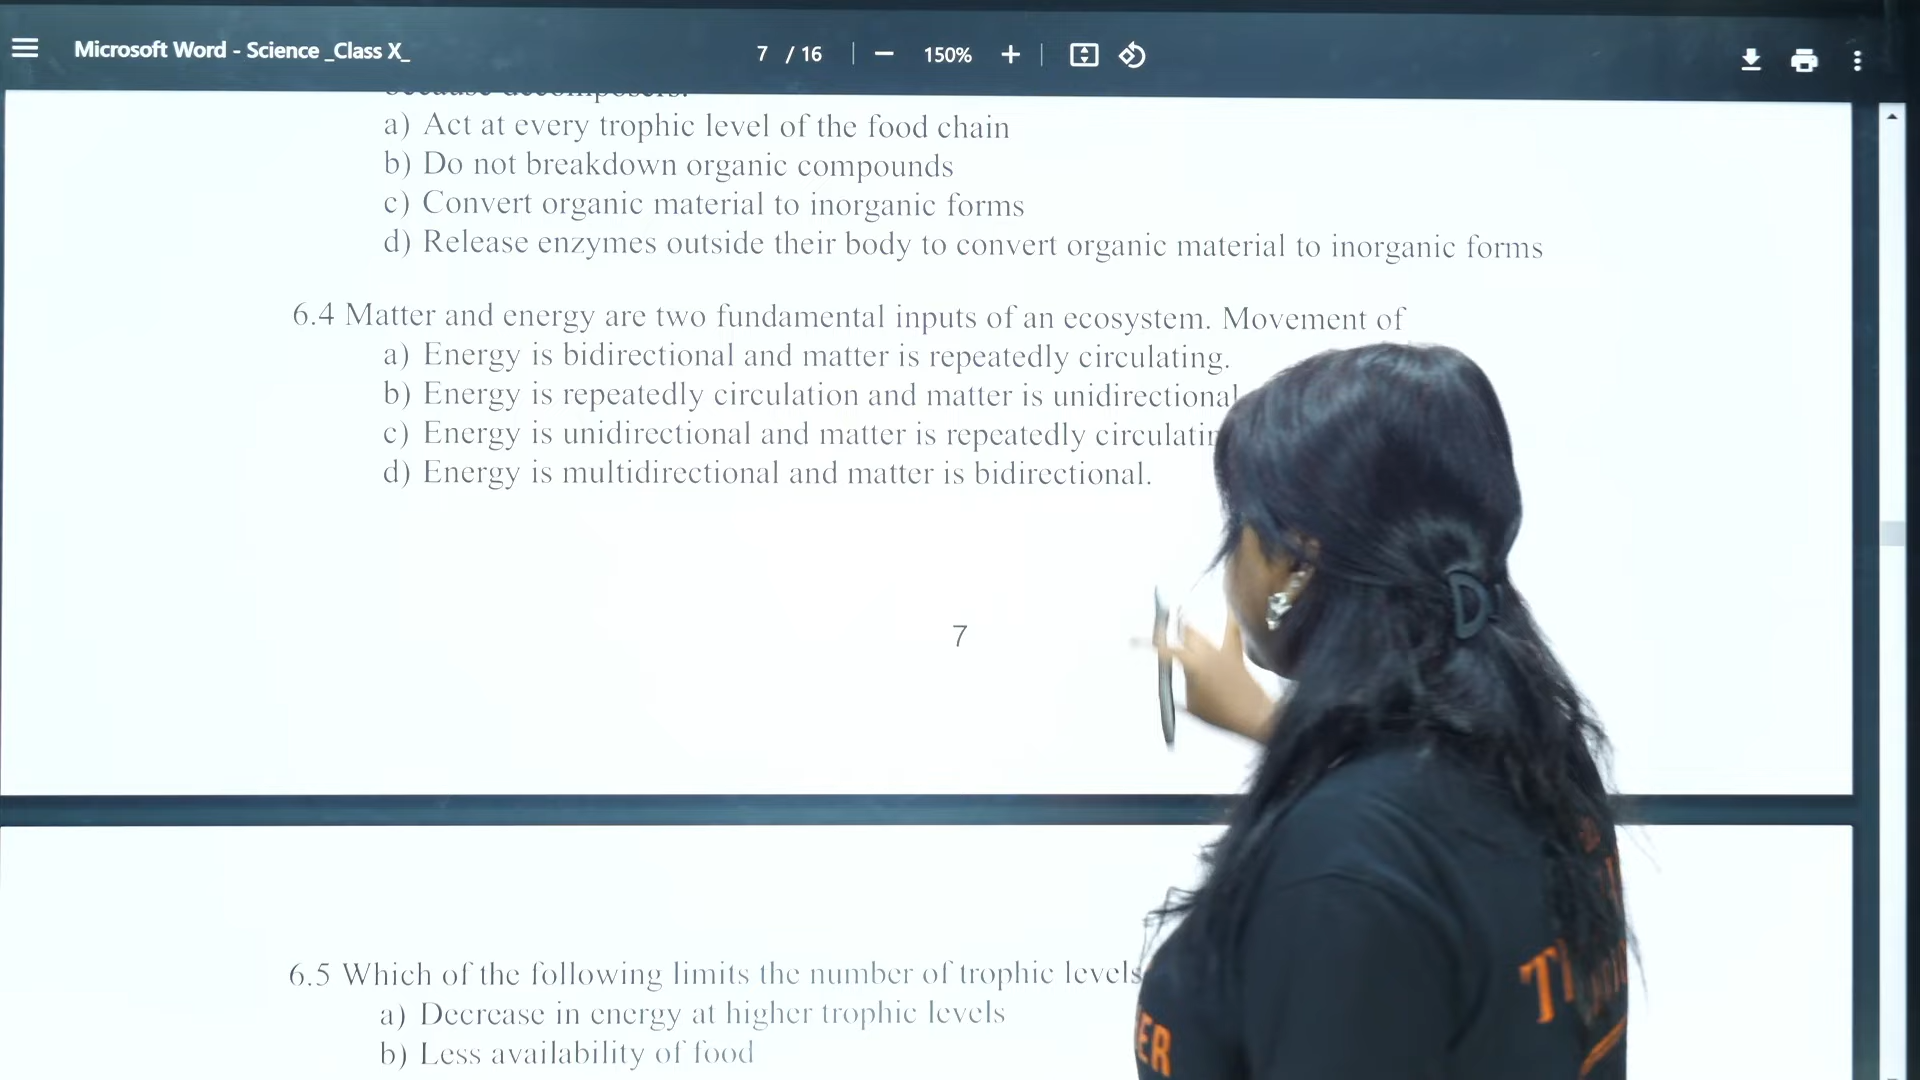 Microsoft Word - Science _Class X_
7 / 16
150%
because decomposers:
a) Act at every trophic level of the food chain
b) Do not breakdown organic compounds
c) Convert organic material to inorganic forms
d) Release enzymes outside their body to convert organic material to inorganic forms
6.4 Matter and energy are two fundamental inputs of an ecosystem. Movement of
a) Energy is bidirectional and matter is repeatedly circulating.
b) Energy is repeatedly circulation and matter is unidirectional
c) Energy is unidirectional and matter is repeatedly
d) Energy is multidirectional and matter is bidirectional.
7
6.5 Which of the following limits the number of trophic levels
a) Decrease in energy at higher trophic levels
b) Less availability of food
ER